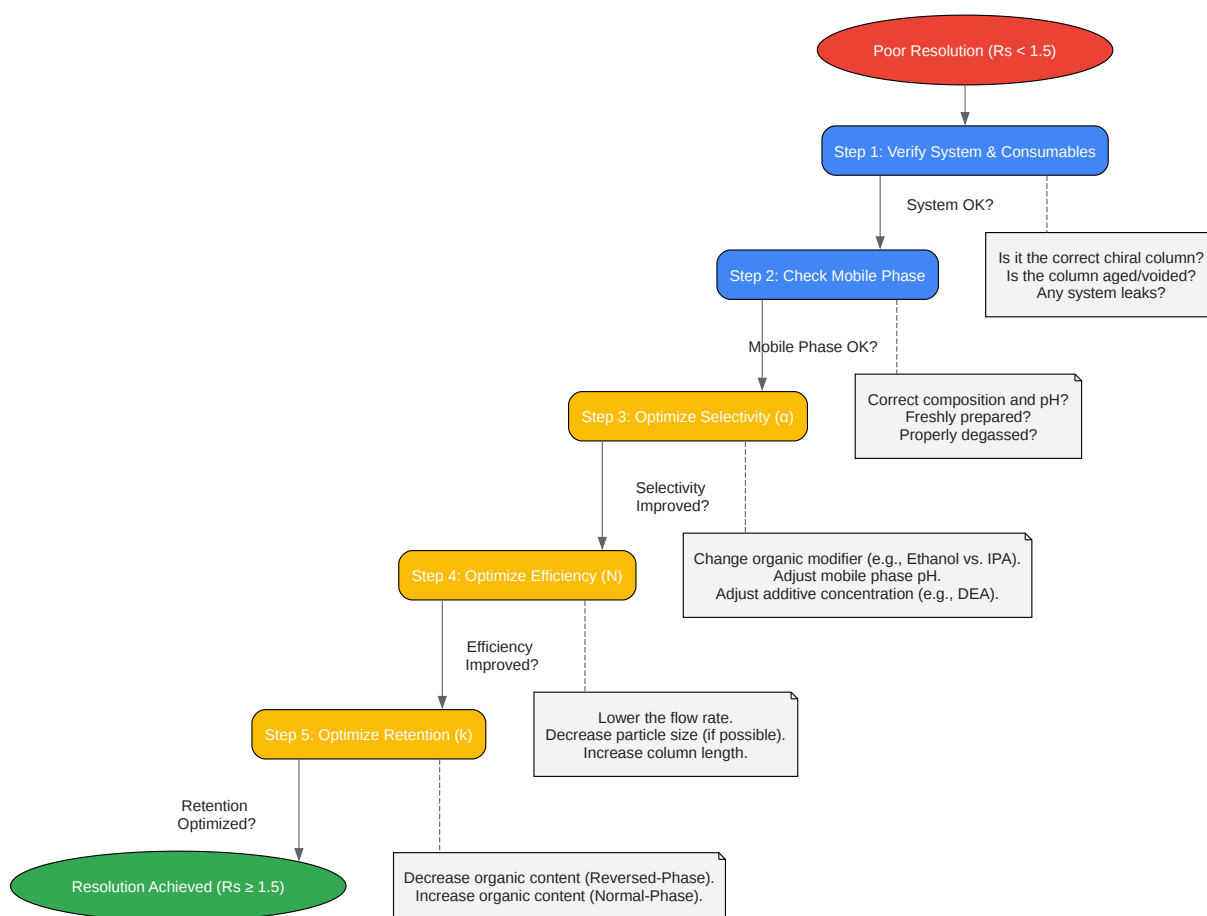 Poor Resolution (Rs < 1.5)
Step 1: Verify System & Consumables
System OK?
Is it the correct chiral column?
Is the column aged/voided?
Any system leaks?
Step 2: Check Mobile Phase
Mobile Phase OK?
Correct composition and pH?
Freshly prepared?
Properly degassed?
Step 3: Optimize Selectivity (α)
Selectivity
Improved?
Change organic modifier (e.g., Ethanol vs. IPA).
Adjust mobile phase pH.
Adjust additive concentration (e.g., DEA).
Step 4: Optimize Efficiency (N)
Efficiency
Improved?
Lower the flow rate.
Decrease particle size (if possible).
Increase column length.
Step 5: Optimize Retention (k)
Retention
Optimized?
Decrease organic content (Reversed-Phase).
Increase organic content (Normal-Phase).
Resolution Achieved (Rs ≥ 1.5)